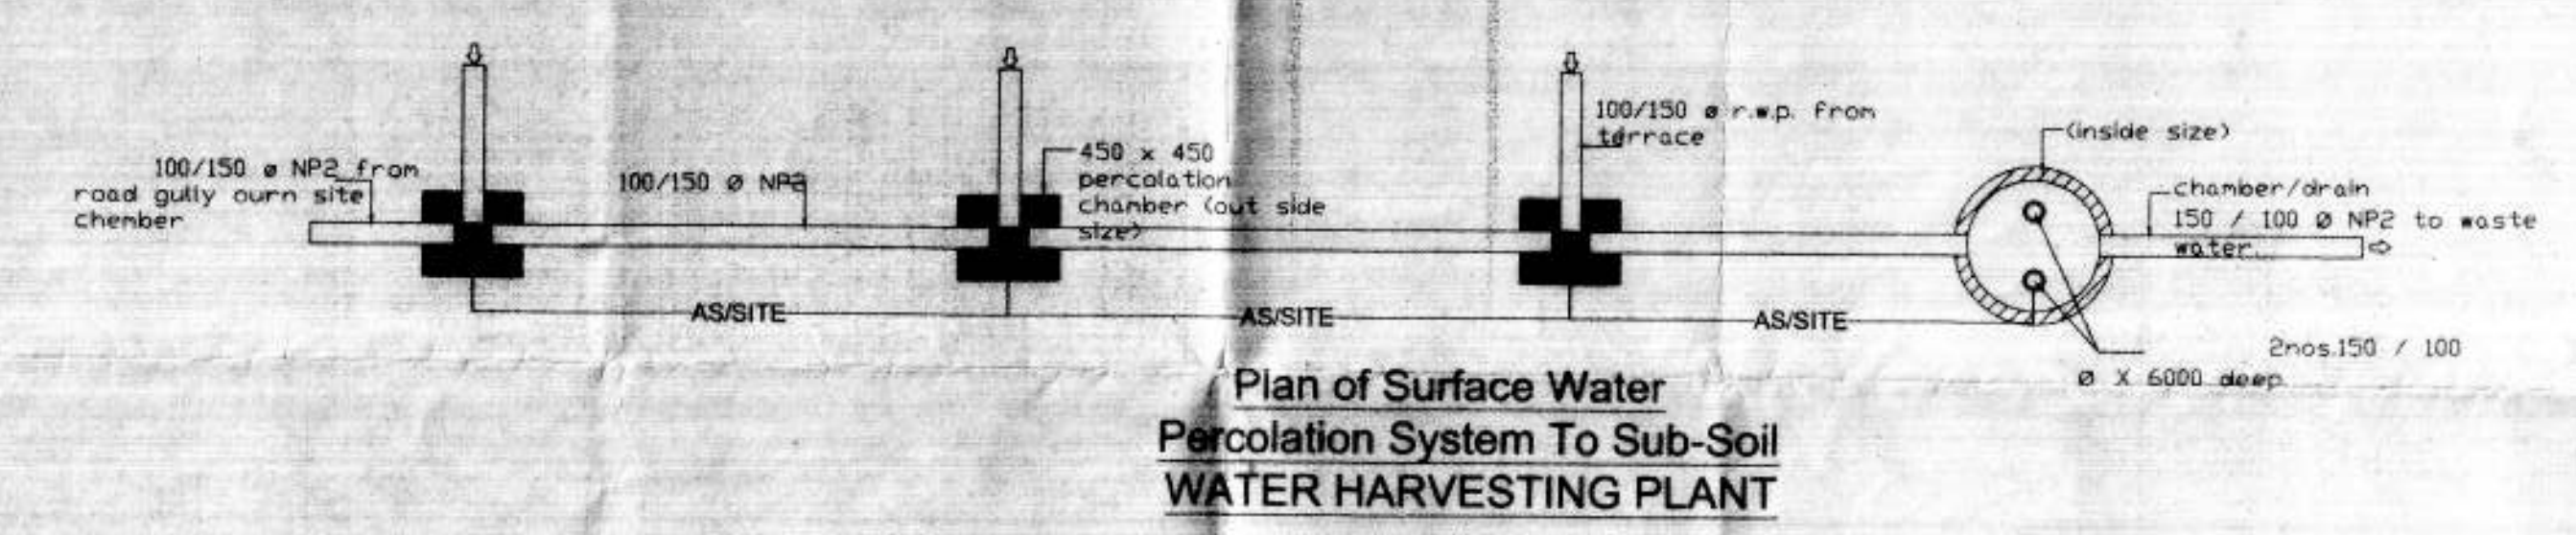 100/150 ø NP2 from
road gully ourn site
chember
100/150 Ø NP2
450 x 450
percolation
chamber (out side
size)
100/150 ø r.w.p. from
terrace
(inside size)
chamber/drain
150 / 100 Ø NP2 to waste
water.
2nos.150 / 100
Ø X 6000 deep.
AS/SITE
AS/SITE
AS/SITE
Plan of Surface Water
Percolation System To Sub-Soil
WATER HARVESTING PLANT